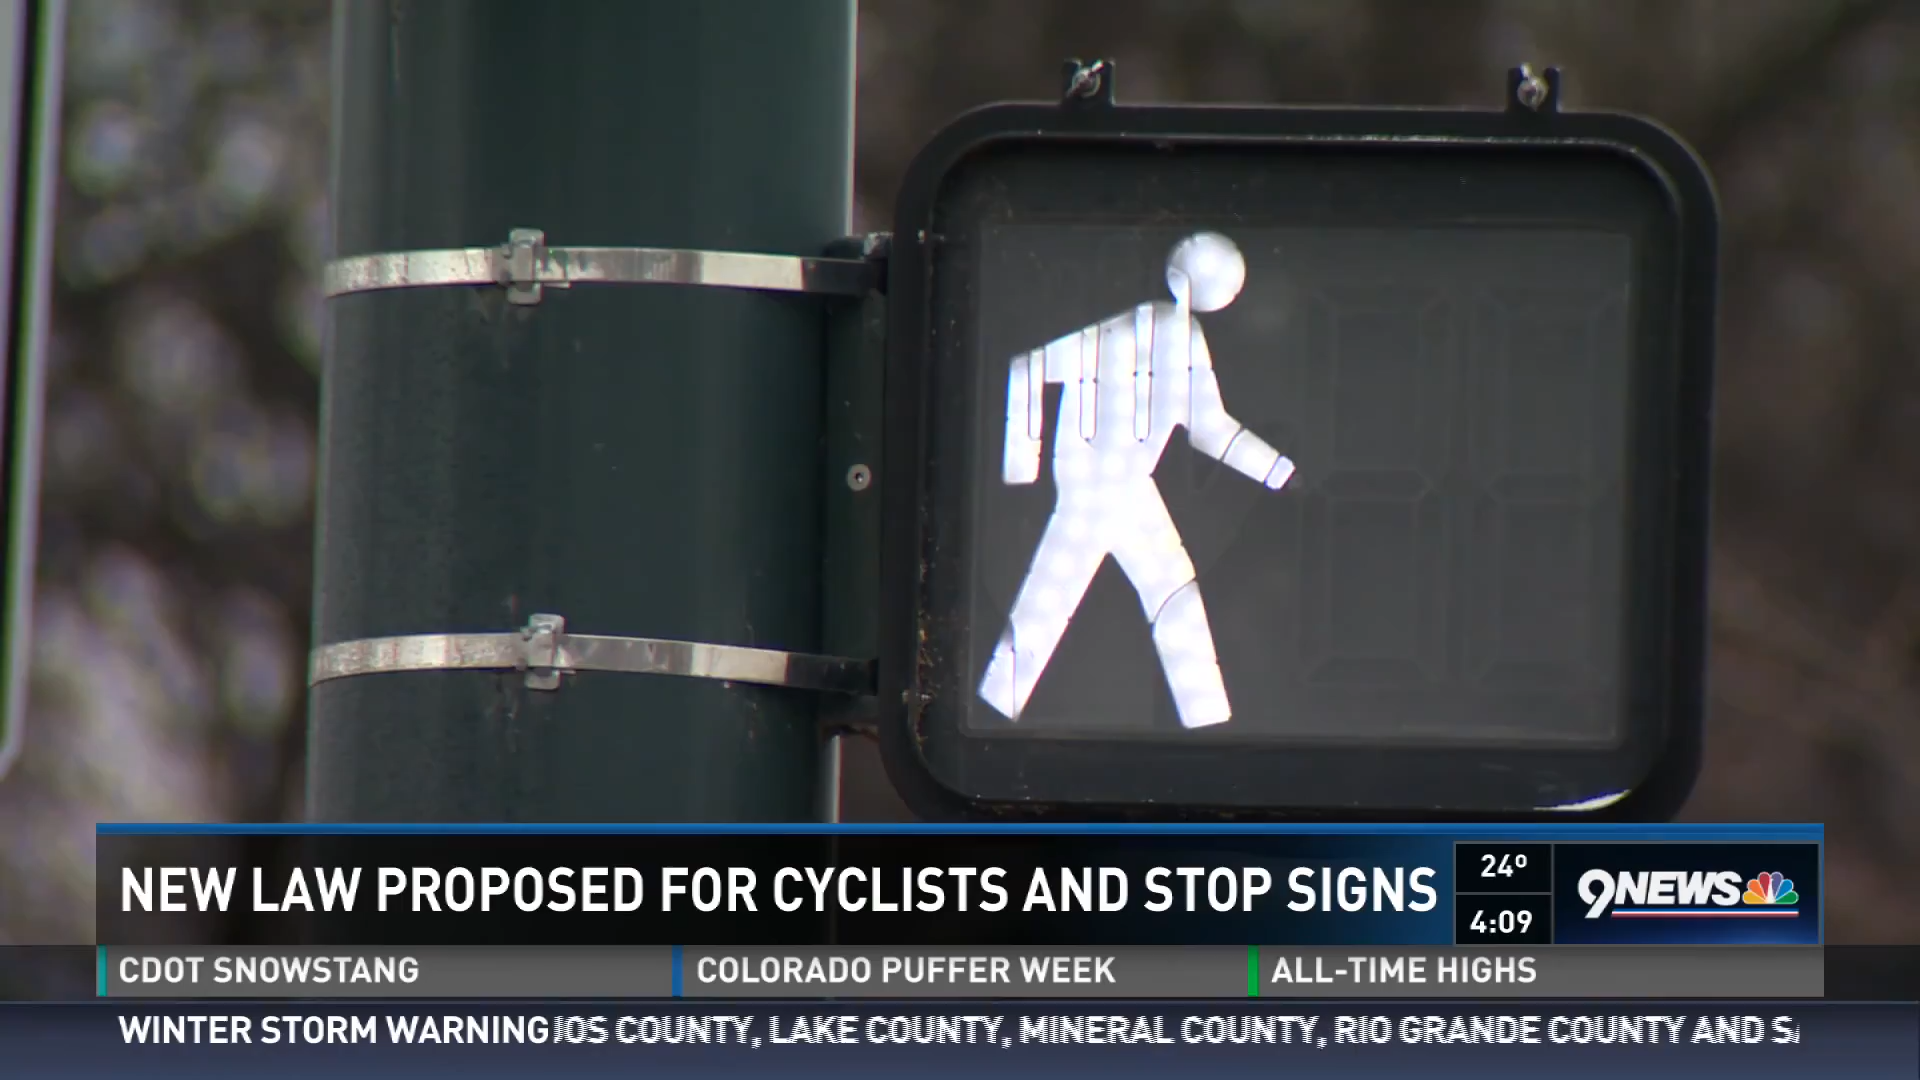 NEW LAW PROPOSED FOR CYCLISTS AND STOP SIGNS
24°
4:09
9NEWS
CDOT SNOWSTANG
COLORADO PUFFER WEEK
ALL-TIME HIGHS
WINTER STORM WARNING COUNTY, LAKE COUNTY, MINERAL COUNTY, RIO GRANDE COUNTY AND